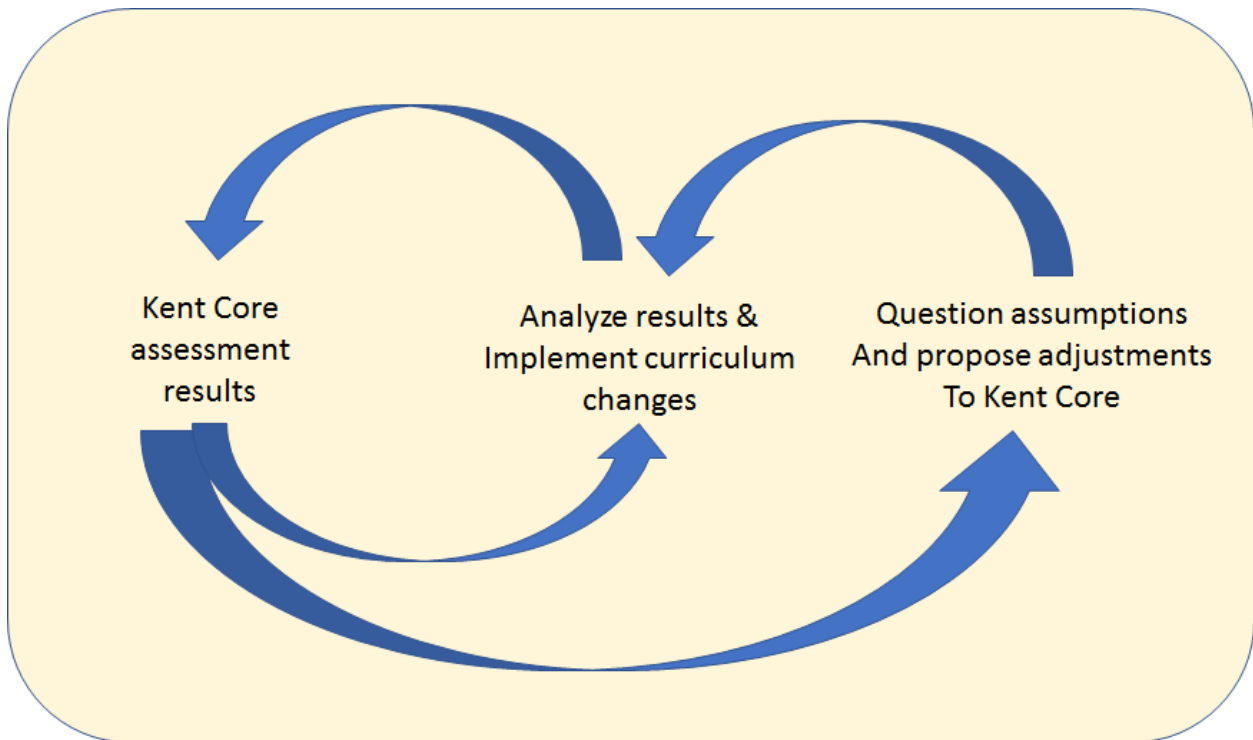 Kent Core
assessment
results
Analyze results &
Implement curriculum
changes
Question assumptions
And propose adjustments
To Kent Core